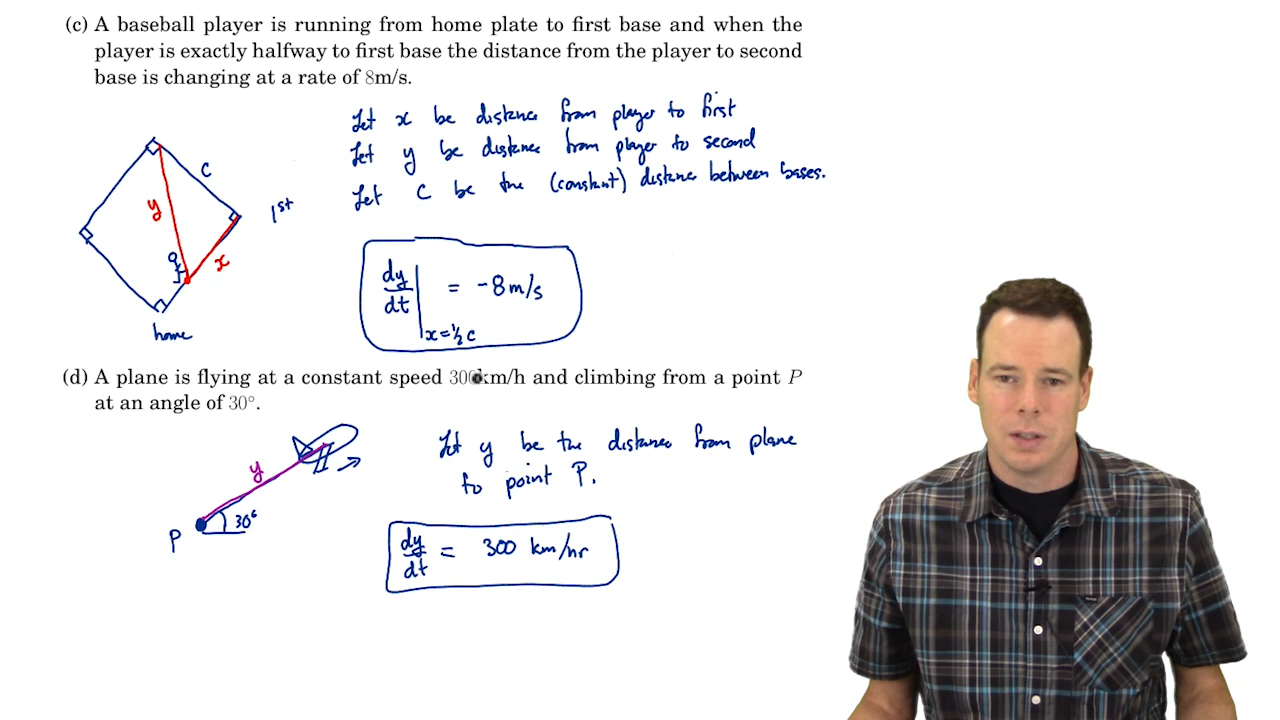 (c) A baseball player is running from home plate to first base and when the
player is exactly halfway to first base the distance from the player to second
base is changing at a rate of 8m/s.
Let x be distance from player to first
Let y be distance from player to second
Let c be the (constant) distance between bases.
c
y
1st
x
home
dy/dt | x=½c = -8m/s
(d) A plane is flying at a constant speed 300km/h and climbing from a point P
at an angle of 30°.
Let y be the distance from plane
to point P.
y
30°
P
dy/dt = 300 km/hr